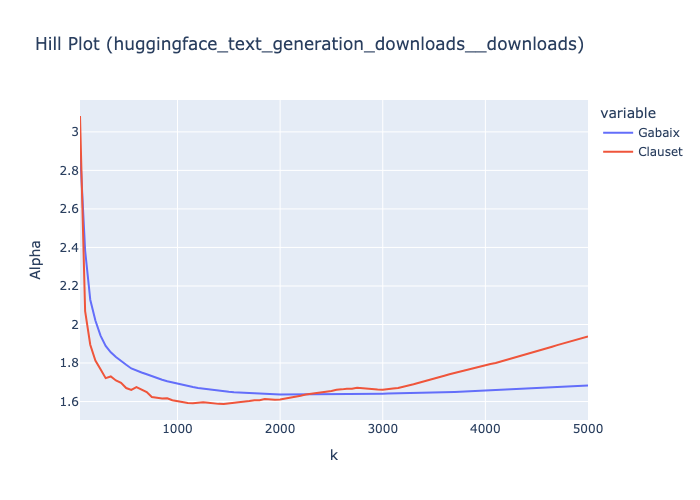 Hill Plot (huggingface_text_generation_downloads__downloads)
variable
Gabaix
Clauset
3
2.8
2.6
2.4
2.2
2
1.8
1.6
Alpha
1000
2000
3000
4000
5000
k